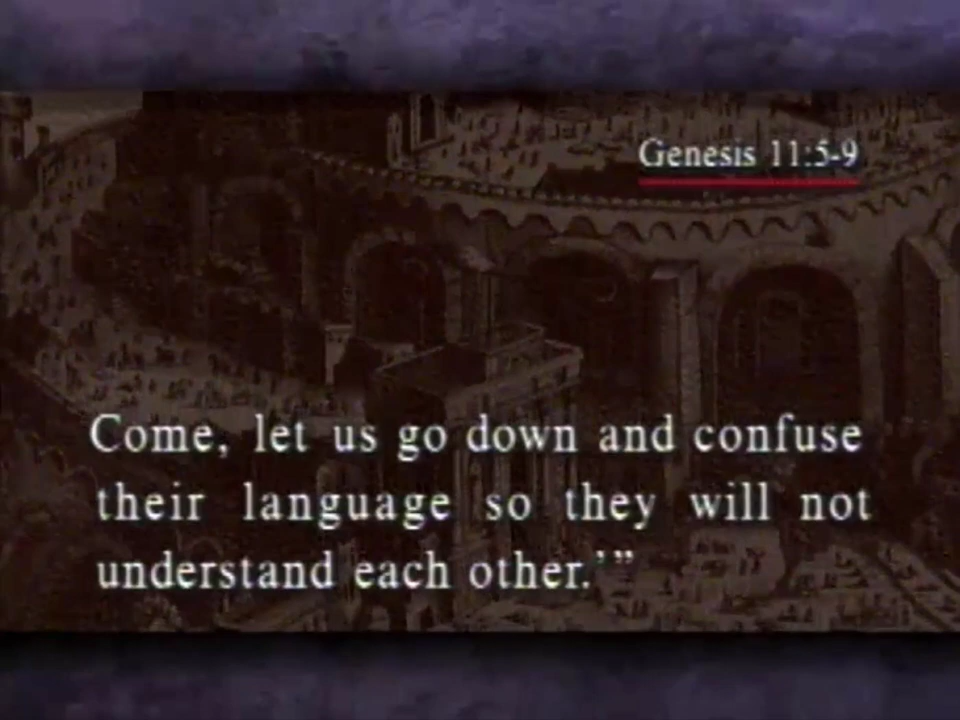 Genesis 11:5-9
Come, let us go down and confuse
their language so they will not
understand each other.’”